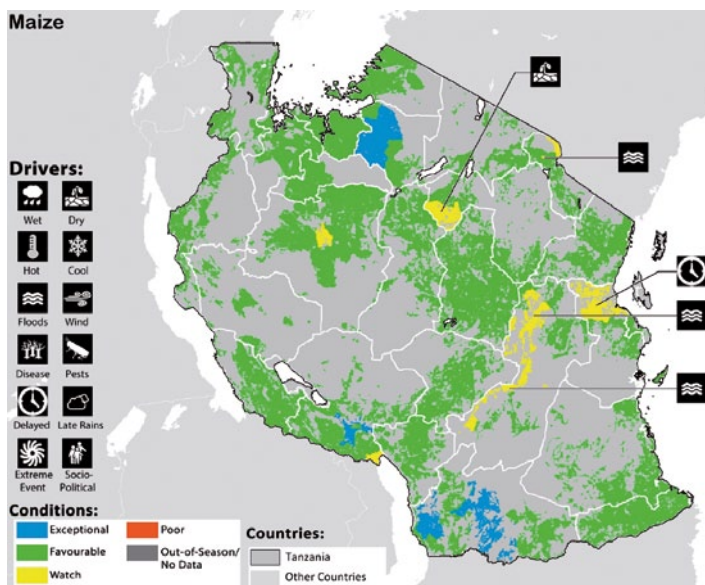 Maize
Drivers:
Wet Dry
Hot Cool
Floods Wind
Disease Pests
Delayed Late Rains
Extreme Event Socio-Political
Conditions:
Exceptional
Favourable
Watch
Poor
Out-of-Season/
No Data
Countries:
Tanzania
Other Countries